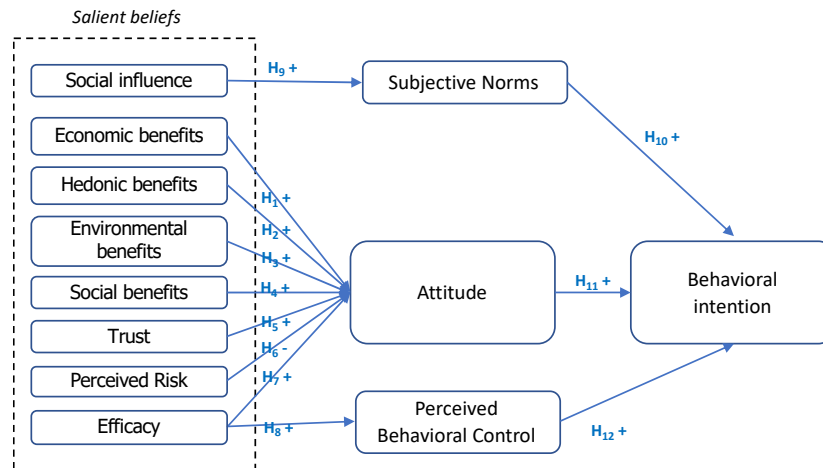 Salient beliefs
Social influence
H9 +
Subjective Norms
Economic benefits
H10 +
Hedonic benefits
H1 +
H2 +
Environmental
benefits
H3 +
Social benefits
H4 +
Attitude
H11 +
Behavioral
intention
Trust
H5 +
H6 -
Perceived Risk
H7 +
Efficacy
H8 +
Perceived
Behavioral Control
H12 +